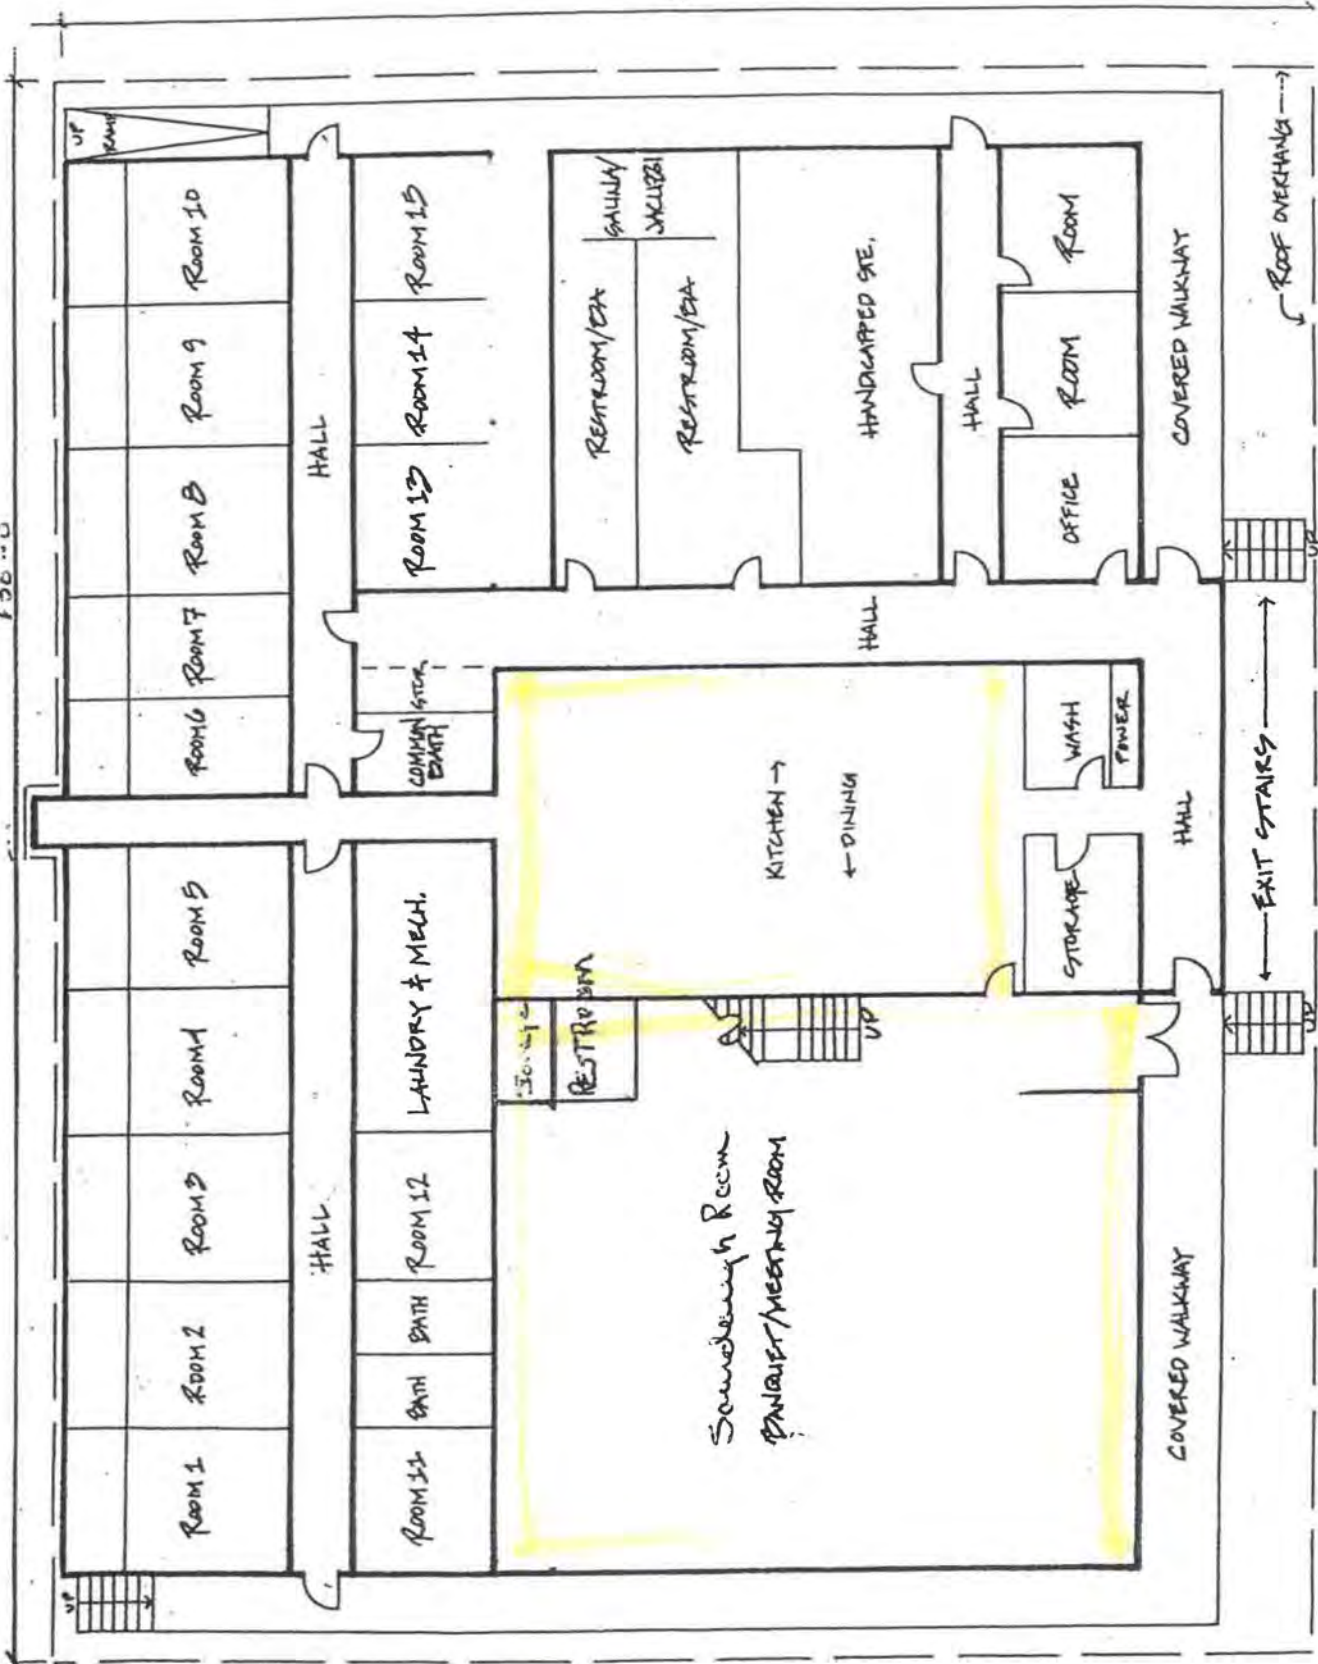 UP
RAMP
ROOM 10
ROOM 9
ROOM 8
ROOM 7
ROOM 6
ROOM 5
ROOM 4
ROOM 3
ROOM 2
ROOM 1
UP
HALL
HALL
ROOM 15
ROOM 14
ROOM 13
STOR.
COMMON
BATH
LAUNDRY & MECH.
ROOM 12
BATH
BATH
ROOM 11
SAUNA/
JACUZZI
RESTROOM/
RESTROOM/
HANDICAPPED STE.
HALL
HALL
ROOM
ROOM
OFFICE
COVERED WALKWAY
ROOF OVERHANG
UP
KITCHEN →
← DINING
WASH
POWER
STORAGE
HALL
EXIT STAIRS
UP
RESTROOM
UP
Room
BANQUET/MEETING ROOM
COVERED WALKWAY